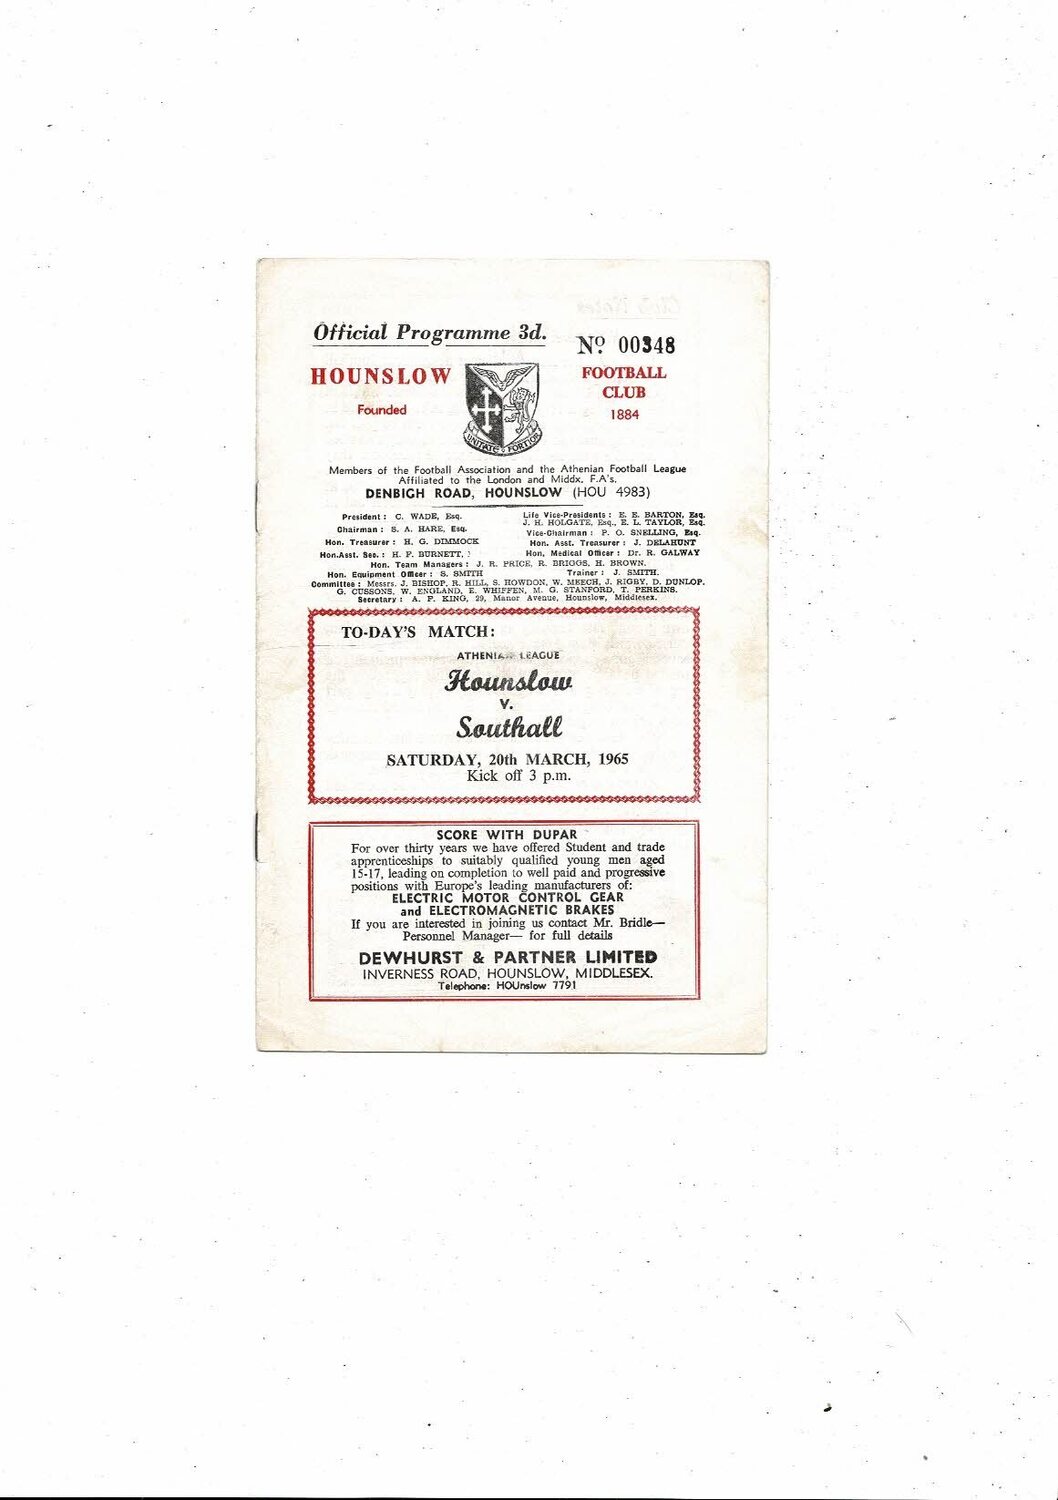 Official Programme 3d.
Nº 00348
HOUNSLOW
FOOTBALL
CLUB
Founded
1884
UNITATE FORTIOR
Members of the Football Association and the Athenian Football League
Affiliated to the London and Middx. F.A's.
DENBIGH ROAD, HOUNSLOW (HOU 4983)
President : C. WADE, Esq.
Life Vice-Presidents : E. E. BARTON, Esq.
J. H. HOLGATE, Esq., E. L. TAYLOR, Esq.
Chairman : S. A. HARE, Esq.
Vice-Chairman : P. O. SNELLING, Esq.
Hon. Treasurer : H. G. DIMMOCK
Hon. Asst. Treasurer : J. DELAHUNT
Hon.Asst. Sec. : H. F. BURNETT,
Hon. Medical Officer : Dr. R. GALWAY
Hon. Team Managers : J. R. PRICE, R. BRIGGS, H. BROWN.
Hon. Equipment Officer : S. SMITH
Trainer : J. SMITH.
Committee : Messrs. J. BISHOP, R. HILL, S. HOWDON, W. MEECH, J. RIGBY, D. DUNLOP.
G. CUSSONS, W. ENGLAND, E. WHIFFEN, M. G. STANFORD, T. PERKINS.
Secretary : A. P. KING, 29, Manor Avenue, Hounslow, Middlesex.
TO-DAY'S MATCH:
ATHENIAN LEAGUE
Hounslow
v.
Southall
SATURDAY, 20th MARCH, 1965
Kick off 3 p.m.
SCORE WITH DUPAR
For over thirty years we have offered Student and trade
apprenticeships to suitably qualified young men aged
15-17, leading on completion to well paid and progressive
positions with Europe's leading manufacturers of:
ELECTRIC MOTOR CONTROL GEAR
and ELECTROMAGNETIC BRAKES
If you are interested in joining us contact Mr. Bridle—
Personnel Manager— for full details
DEWHURST & PARTNER LIMITED
INVERNESS ROAD, HOUNSLOW, MIDDLESEX.
Telephone: HOUnslow 7791